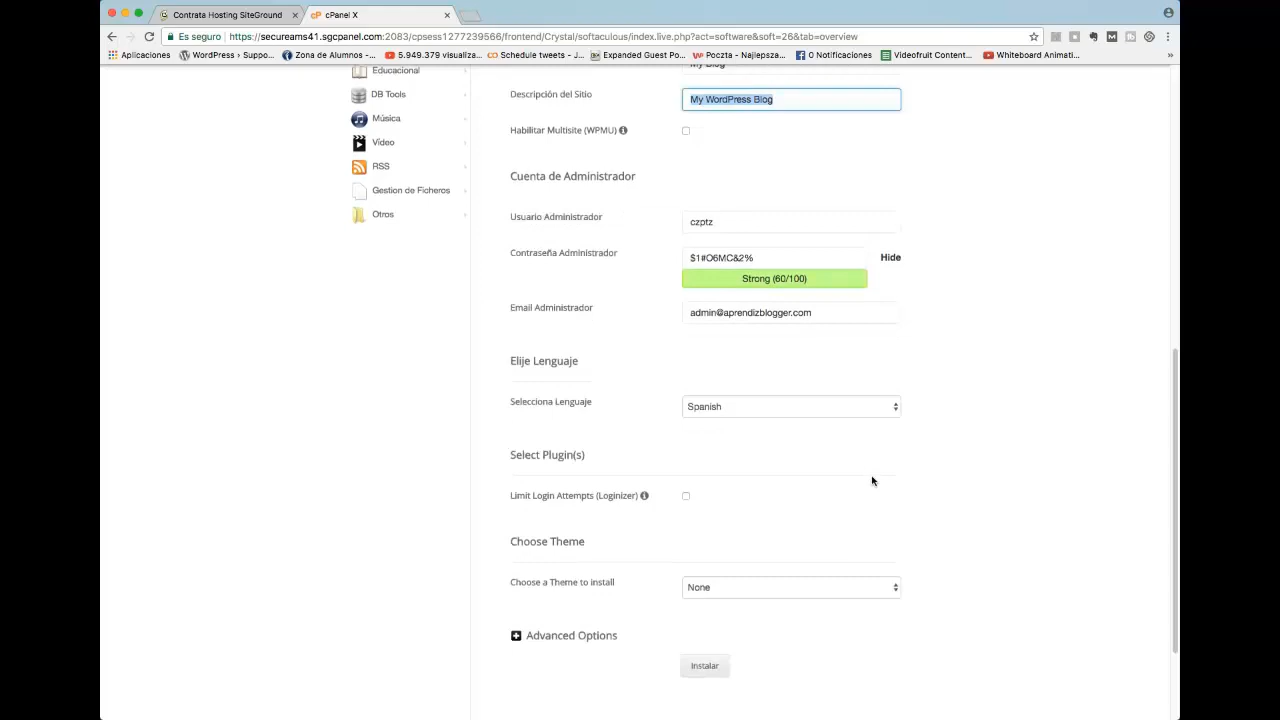 Contrata Hosting SiteGround
cP cPanel X
Es seguro https://secureams41.sgcpanel.com:2083/cpsess1277239566/frontend/Crystal/softaculous/index.live.php?act=software&soft=26&tab=overview
Aplicaciones WordPress › Suppo... Zona de Alumnos -... 5.949.379 visualiza... Schedule tweets – J... Expanded Guest Po... Poczta - Najlepsza... 0 Notificaciones Videofruit Content... Whiteboard Animati...
Educacional
My Blog
DB Tools
Descripción del Sitio
My WordPress Blog
Música
Habilitar Multisite (WPMU)
Vídeo
RSS
Cuenta de Administrador
Gestion de Ficheros
Otros
Usuario Administrador
czptz
Contraseña Administrador
$1#O6MC&2%
Hide
Strong (60/100)
Email Administrador
admin@aprendizblogger.com
Elije Lenguaje
Selecciona Lenguaje
Spanish
Select Plugin(s)
Limit Login Attempts (Loginizer)
Choose Theme
Choose a Theme to install
None
Advanced Options
Instalar